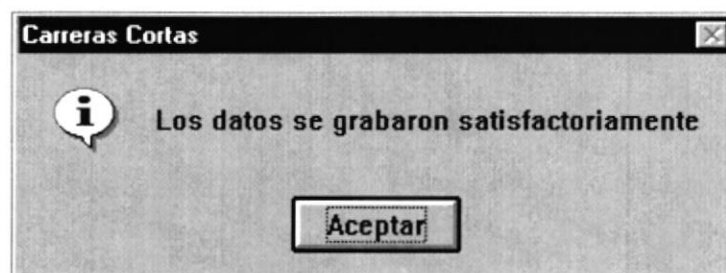 Carreras Cortas
Los datos se grabaron satisfactoriamente
Aceptar